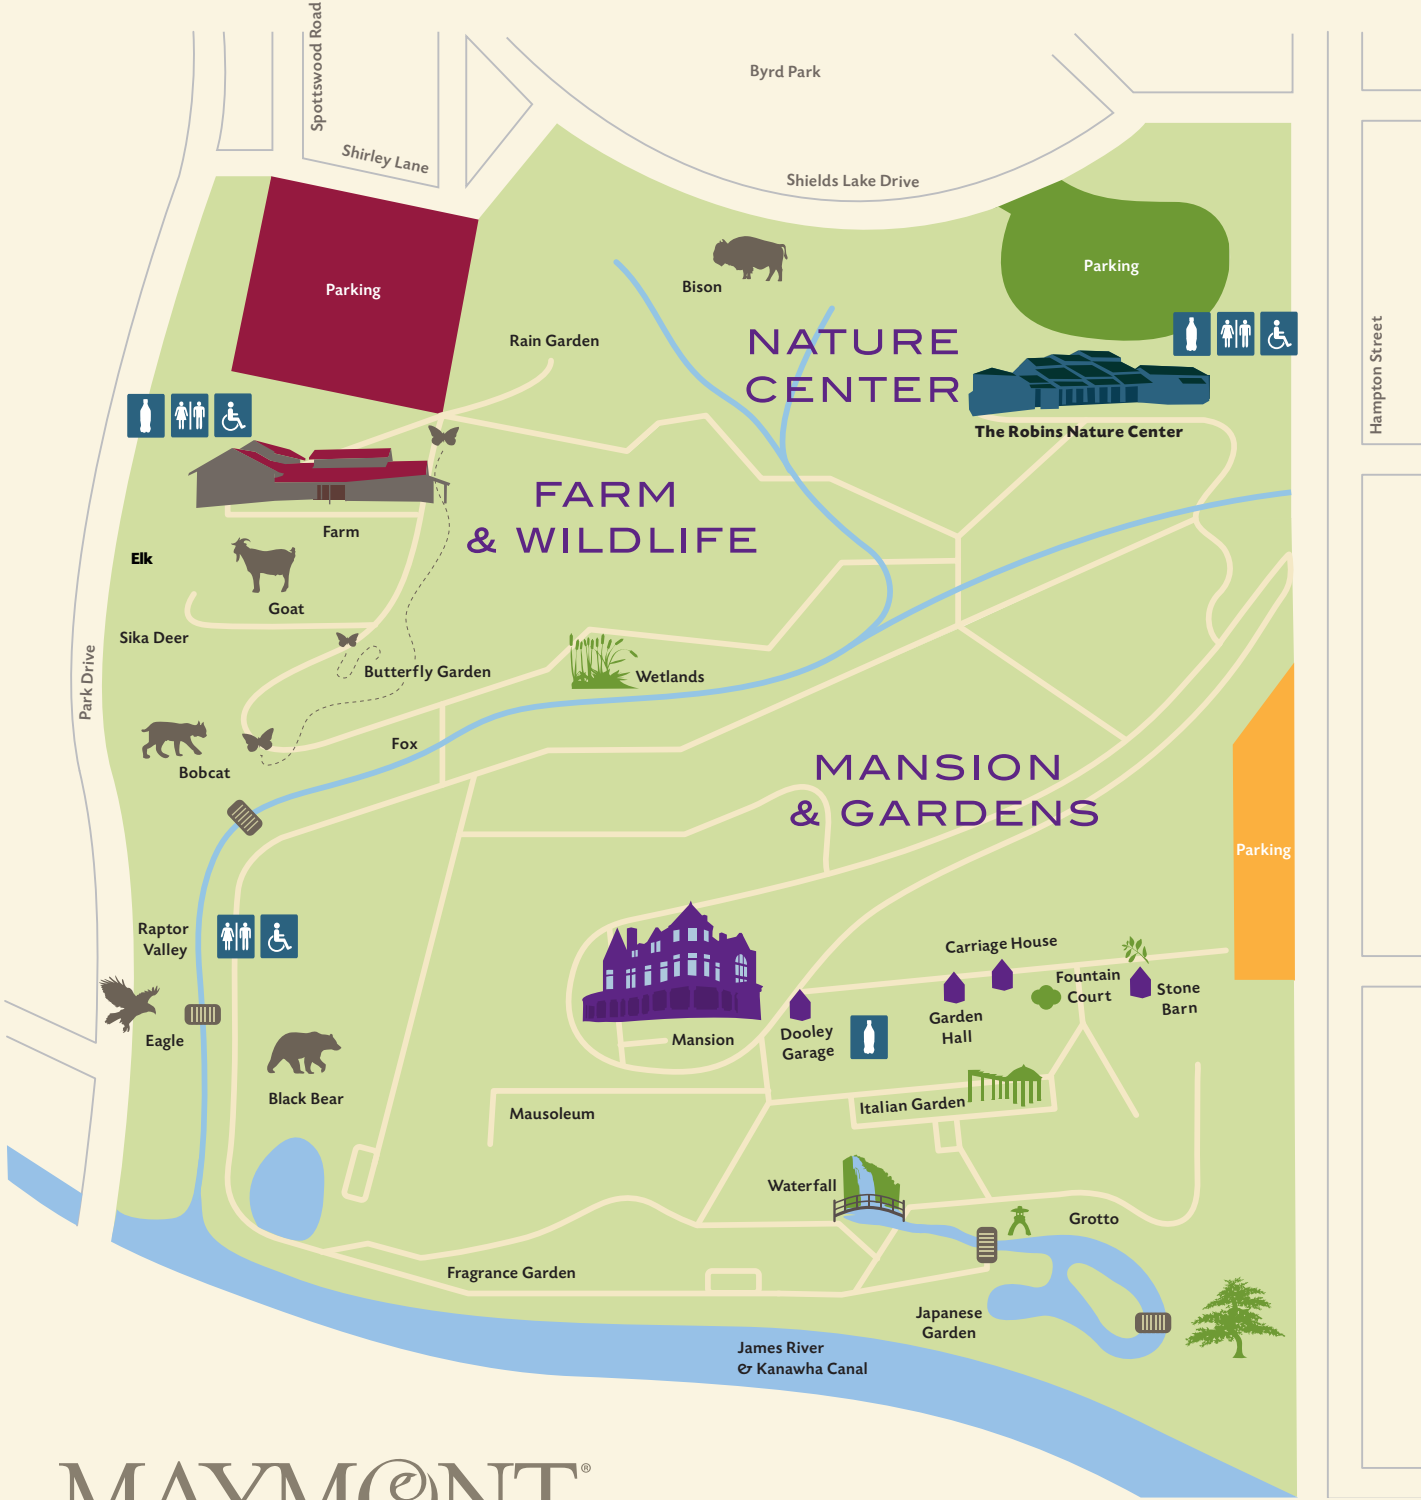 Spottswood Road
Byrd Park
Shirley Lane
Shields Lake Drive
Parking
Parking
Bison
Rain Garden
NATURE
CENTER
Hampton Street
The Robins Nature Center
FARM
& WILDLIFE
Farm
Elk
Goat
Sika Deer
Park Drive
Butterfly Garden
Wetlands
Fox
Bobcat
MANSION
& GARDENS
Parking
Raptor
Valley
Carriage House
Fountain
Court
Stone
Barn
Garden
Hall
Dooley
Garage
Mansion
Eagle
Black Bear
Mausoleum
Italian Garden
Waterfall
Grotto
Fragrance Garden
Japanese
Garden
James River
& Kanawha Canal
MAYMONT®